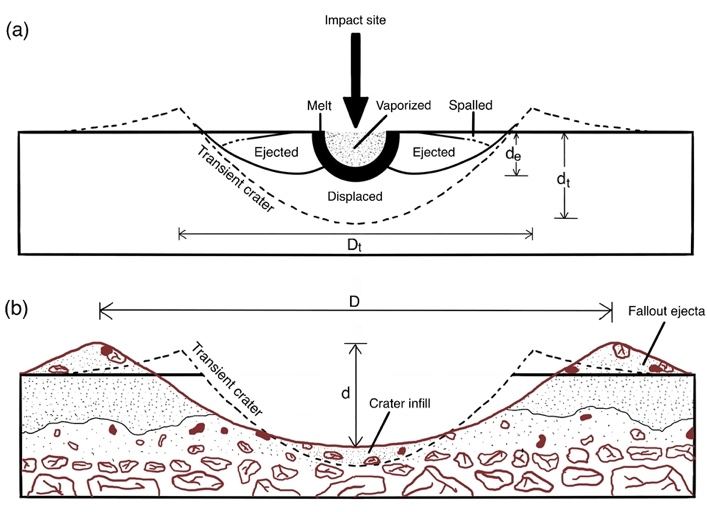 (a)
Impact site
Melt
Vaporized
Spalled
Ejected
Ejected
de
dt
Transient crater
Displaced
Dt
(b)
D
Fallout ejecta
Transient crater
d
Crater infill